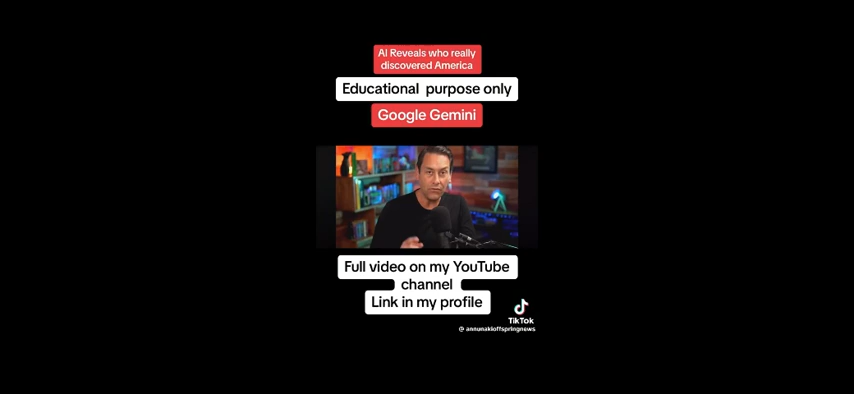 AI Reveals who really
discovered America
Educational purpose only
Google Gemini
Full video on my YouTube
channel
Link in my profile
TikTok
@ annunakioffspringnews